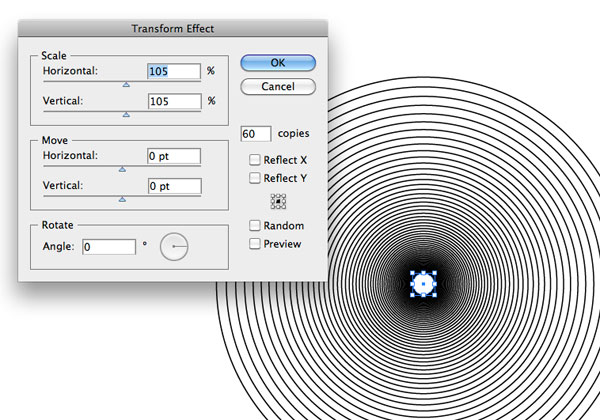 Transform Effect
Scale
Horizontal: 105 %
Vertical: 105 %
Move
Horizontal: 0 pt
Vertical: 0 pt
Rotate
Angle: 0 °
OK
Cancel
60 copies
Reflect X
Reflect Y
Random
Preview